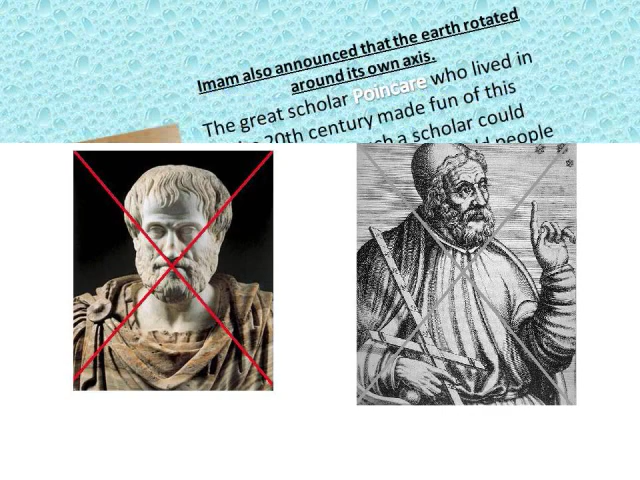 Imam also announced that the earth rotated
around its own axis.
The great scholar Poincare who lived in
20th century made fun of this
a scholar could
people